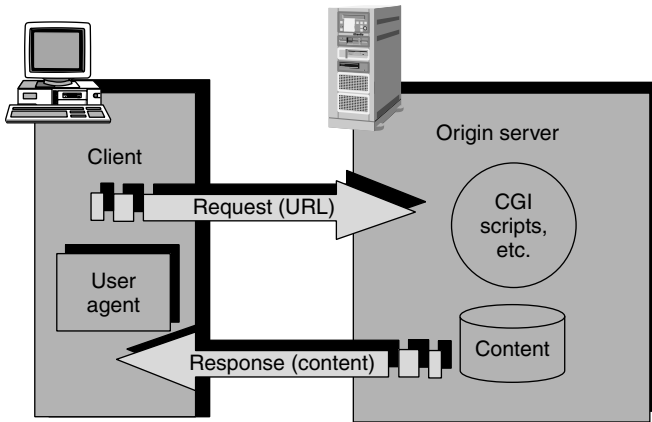 Origin server
Client
Request (URL)
CGI
scripts,
etc.
User
agent
Response (content)
Content